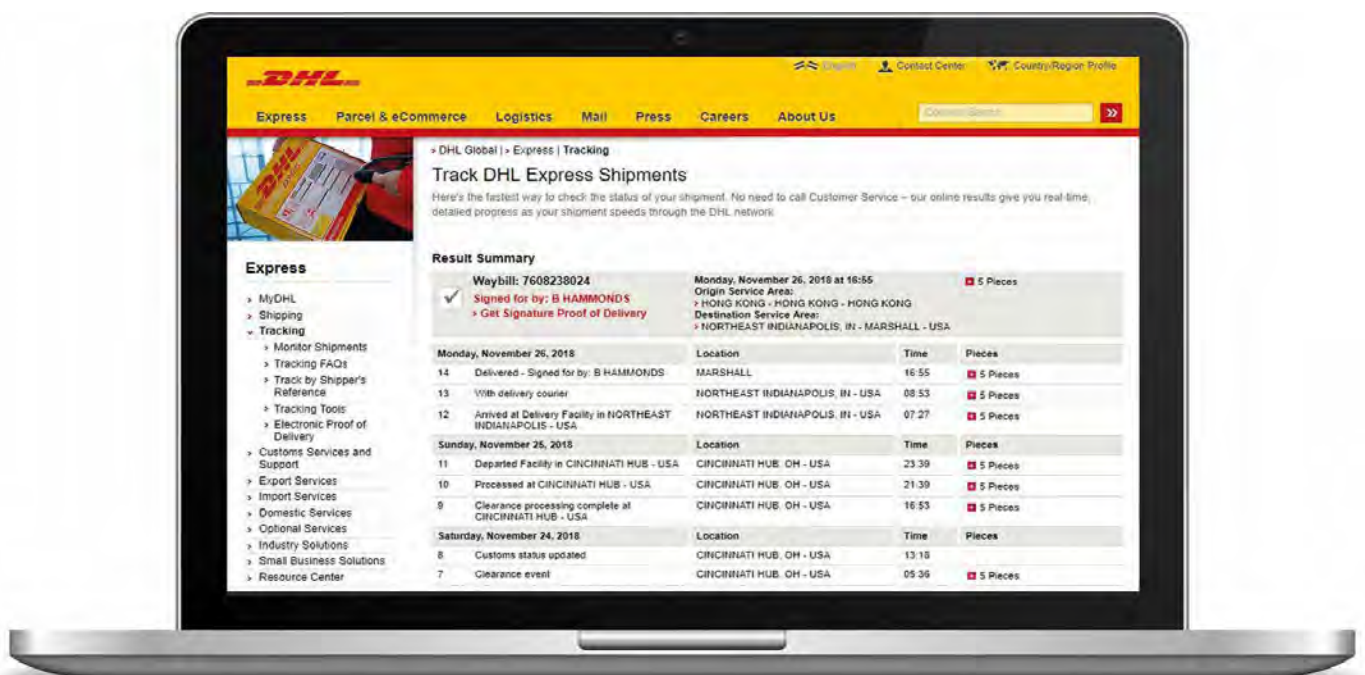 DHL
English
Contact Center
Country/Region Profile
Express
Parcel & eCommerce
Logistics
Mail
Press
Careers
About Us
»
DHL Global | Express | Tracking
Track DHL Express Shipments
Here's the fastest way to check the status of your shipment. No need to call Customer Service – our online results give you real-time,
detailed progress as your shipment speeds through the DHL network.
Express
MyDHL
Shipping
Tracking
Monitor Shipments
Tracking FAQs
Track by Shipper's
Reference
Tracking Tools
Electronic Proof of
Delivery
Customs Services and
Support
Export Services
Import Services
Domestic Services
Optional Services
Industry Solutions
Small Business Solutions
Resource Center
Result Summary
Waybill: 7608238024
Signed for by: B HAMMONDS
Get Signature Proof of Delivery
Monday, November 26, 2018 at 16:55
Origin Service Area:
HONG KONG - HONG KONG - HONG KONG
Destination Service Area:
NORTHEAST INDIANAPOLIS, IN - MARSHALL - USA
5 Pieces
Monday, November 26, 2018 Location Time Pieces
14 Delivered - Signed for by: B HAMMONDS MARSHALL 16:55 5 Pieces
13 With delivery courier NORTHEAST INDIANAPOLIS, IN - USA 08:53 5 Pieces
12 Arrived at Delivery Facility in NORTHEAST NORTHEAST INDIANAPOLIS, IN - USA 07:27 5 Pieces
INDIANAPOLIS - USA
Sunday, November 25, 2018 Location Time Pieces
11 Departed Facility in CINCINNATI HUB - USA CINCINNATI HUB, OH - USA 23:39 5 Pieces
10 Processed at CINCINNATI HUB - USA CINCINNATI HUB, OH - USA 21:39 5 Pieces
9 Clearance processing complete at CINCINNATI HUB, OH - USA 16:53 5 Pieces
CINCINNATI HUB - USA
Saturday, November 24, 2018 Location Time Pieces
8 Customs status updated CINCINNATI HUB, OH - USA 13:18
7 Clearance event CINCINNATI HUB, OH - USA 05:36 5 Pieces